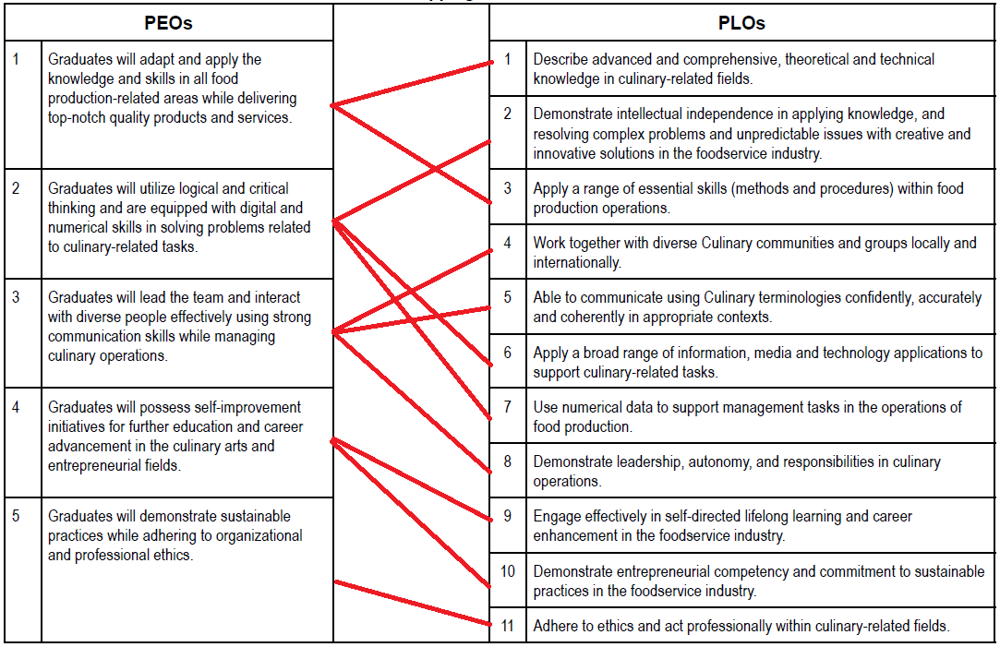 PEOs
1 Graduates will adapt and apply the
knowledge and skills in all food
production-related areas while delivering
top-notch quality products and services.
2 Graduates will utilize logical and critical
thinking and are equipped with digital and
numerical skills in solving problems related
to culinary-related tasks.
3 Graduates will lead the team and interact
with diverse people effectively using strong
communication skills while managing
culinary operations.
4 Graduates will possess self-improvement
initiatives for further education and career
advancement in the culinary arts and
entrepreneurial fields.
5 Graduates will demonstrate sustainable
practices while adhering to organizational
and professional ethics.
PLOs
1 Describe advanced and comprehensive, theoretical and technical
knowledge in culinary-related fields.
2 Demonstrate intellectual independence in applying knowledge, and
resolving complex problems and unpredictable issues with creative and
innovative solutions in the foodservice industry.
3 Apply a range of essential skills (methods and procedures) within food
production operations.
4 Work together with diverse Culinary communities and groups locally and
internationally.
5 Able to communicate using Culinary terminologies confidently, accurately
and coherently in appropriate contexts.
6 Apply a broad range of information, media and technology applications to
support culinary-related tasks.
7 Use numerical data to support management tasks in the operations of
food production.
8 Demonstrate leadership, autonomy, and responsibilities in culinary
operations.
9 Engage effectively in self-directed lifelong learning and career
enhancement in the foodservice industry.
10 Demonstrate entrepreneurial competency and commitment to sustainable
practices in the foodservice industry.
11 Adhere to ethics and act professionally within culinary-related fields.